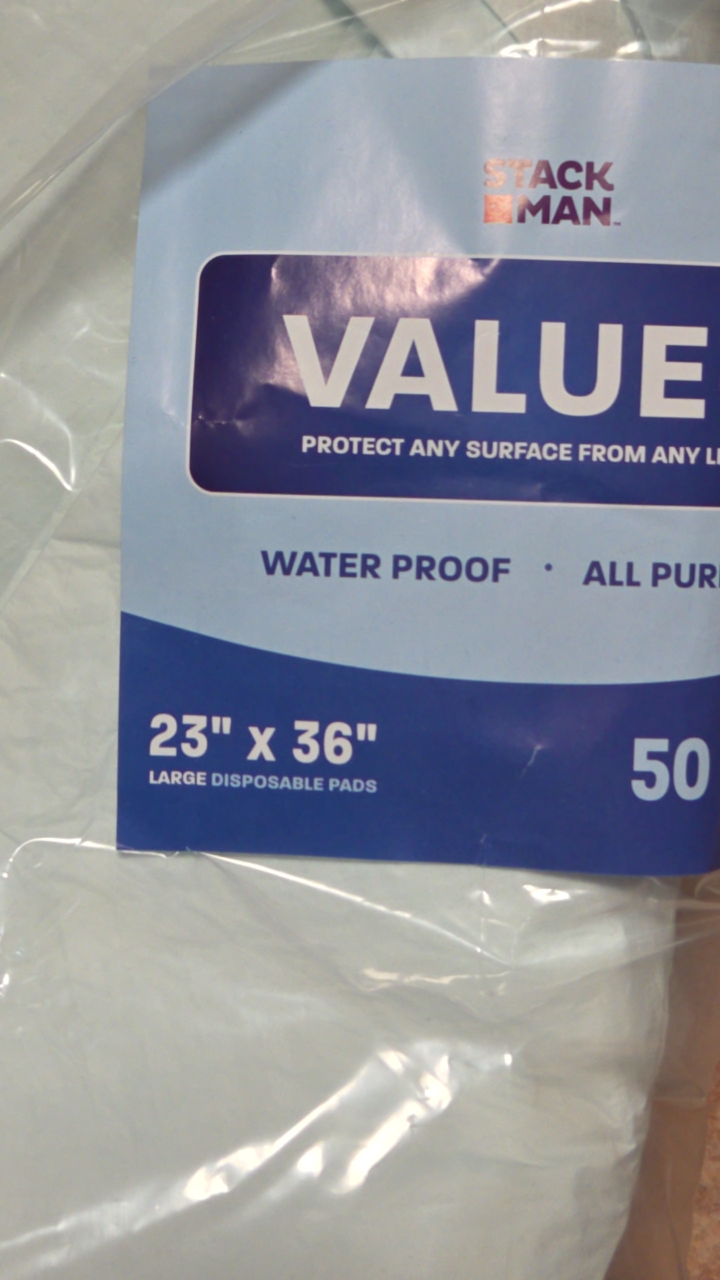 STACK
MAN
VALUE
PROTECT ANY SURFACE FROM ANY
WATER PROOF • ALL
23" x 36" 50
LARGE DISPOSABLE PADS